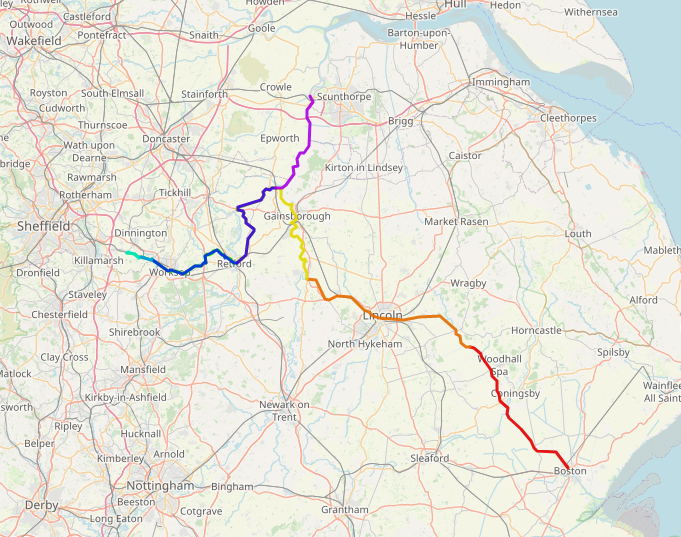 Howden
Hull
Hedon
Withernsea
Castleford
Outwood
Wakefield
Pontefract
Snaith
Goole
Hessle
Barton-upon-
Humber
Royston
South Elmsall
Stainforth
Crowle
Scunthorpe
Immingham
Cudworth
Thurnscoe
Doncaster
Brigg
Cleethorpes
Wath upon
Dearne
Epworth
Caistor
bridge
Rawmarsh
Rotherham
Tickhill
Kirton in Lindsey
Sheffield
Dinnington
Gainsborough
Market Rasen
Louth
Mableth
Dronfield
Killamarsh
Worksop
Retford
Staveley
Wragby
Alford
Chesterfield
Lincoln
Shirebrook
North Hykeham
Horncastle
Clay Cross
Mansfield
Woodhall
Spa
Spilsby
Matlock
Kirkby-in-Ashfield
Coningsby
Wainflee
All Saint
sworth
Newark on
Trent
Ripley
Hucknall
Belper
Kimberley
Arnold
Sleaford
Boston
Nottingham
Bingham
Derby
Beeston
Long Eaton
Cotgrave
Grantham